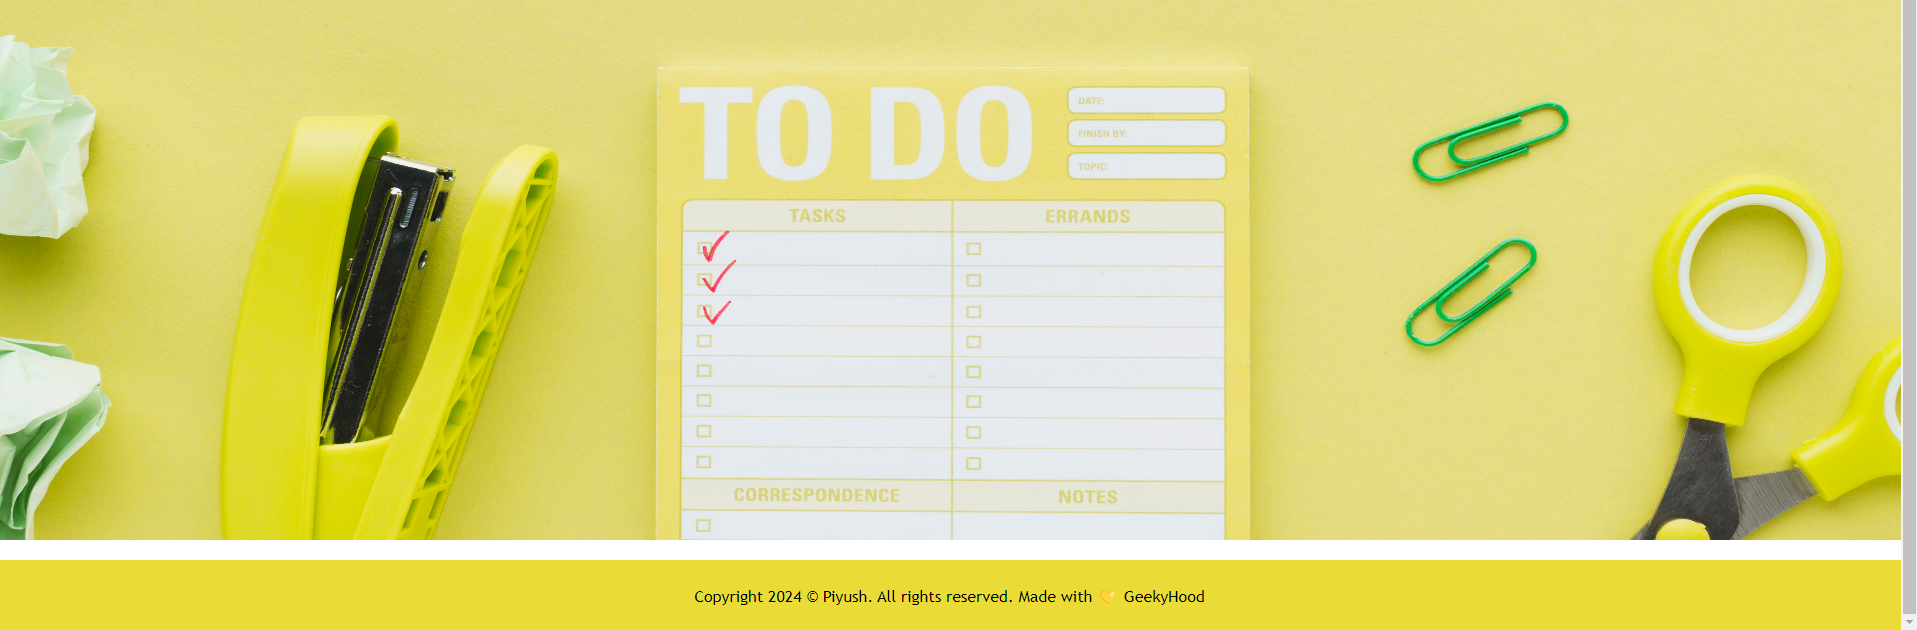 TO DO
DATE:
FINISH BY:
TOPIC:
TASKS
ERRANDS
CORRESPONDENCE
NOTES
Copyright 2024 © Piyush. All rights reserved. Made with 💛 GeekyHood